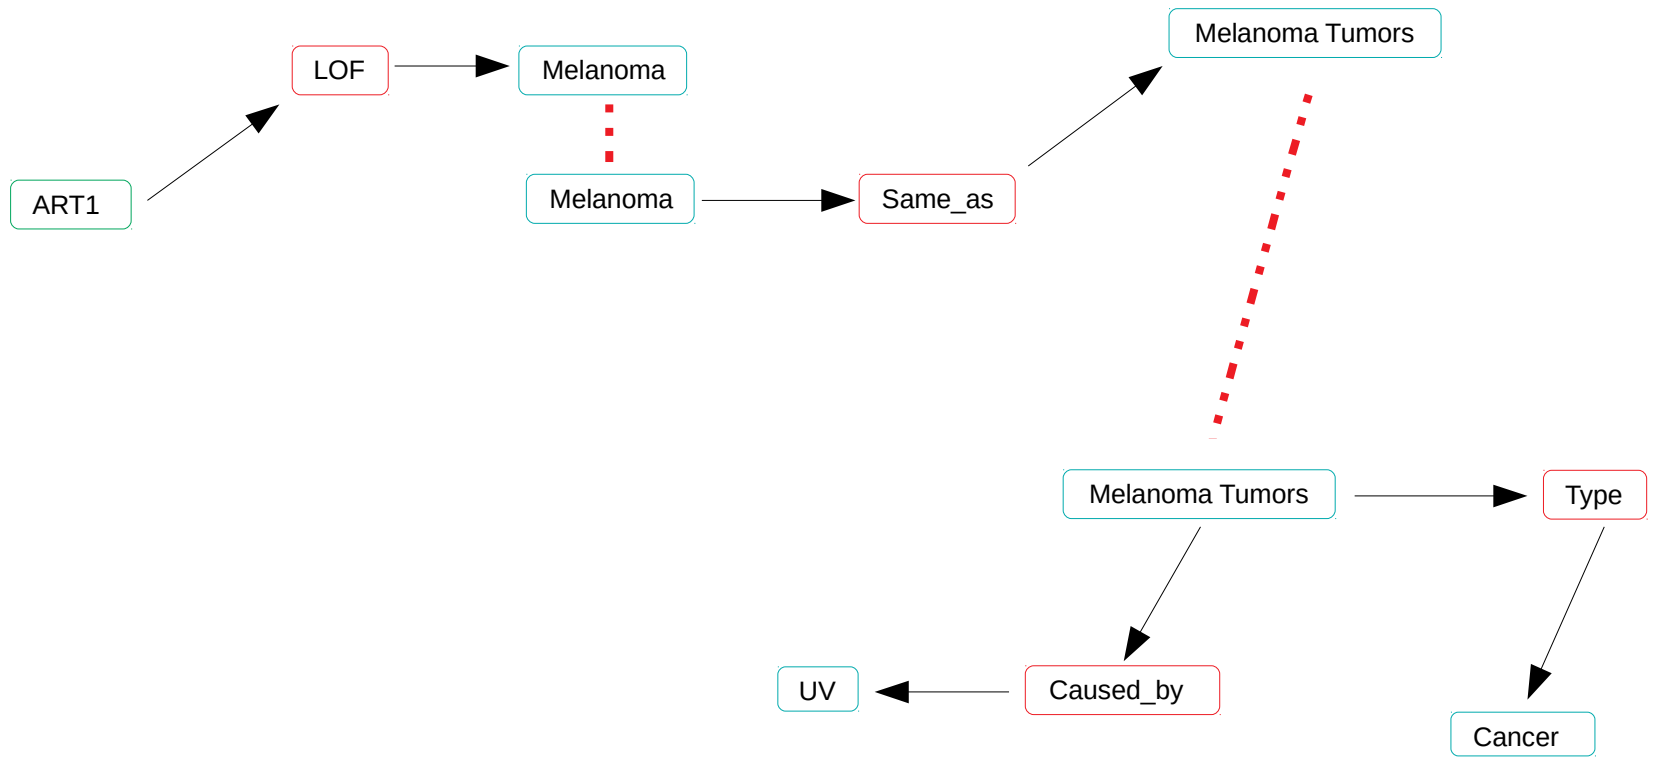 Melanoma Tumors
LOF
Melanoma
ART1
Melanoma
Same_as
Melanoma Tumors
Type
UV
Caused_by
Cancer